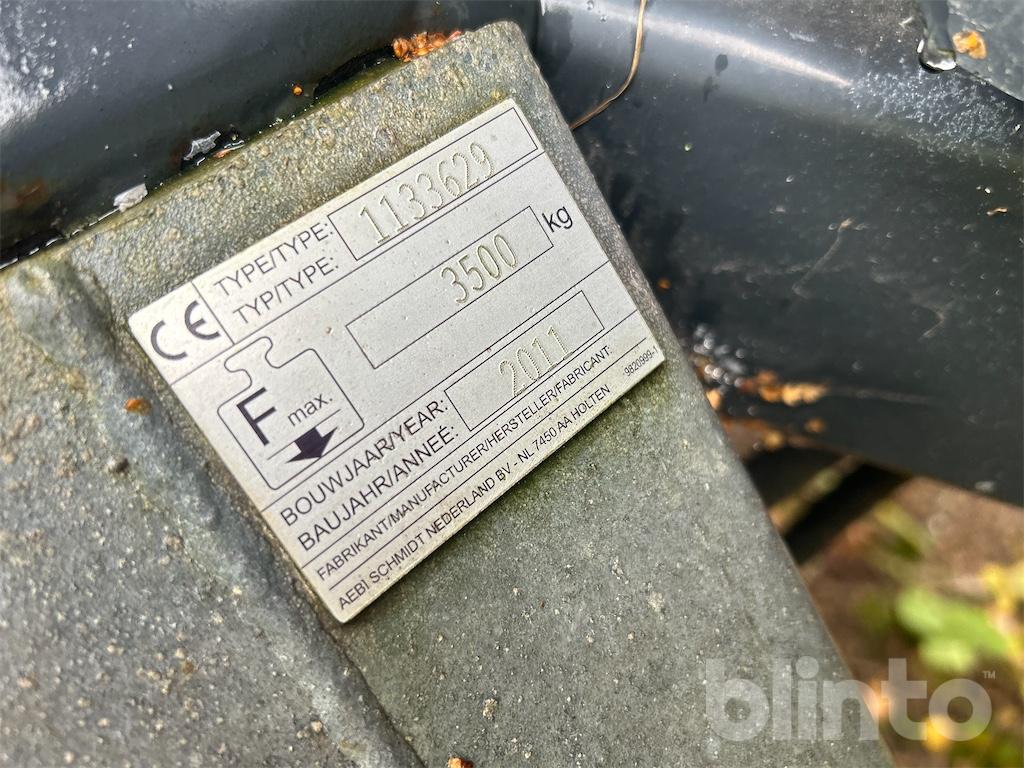 CE
TYPE/TYPE: 1133629
TYP/TYPE:
3500 kg
F max.
BOUWJAAR/YEAR: 2011
BAUJAHR/ANNEÉ:
FABRIKANT/MANUFACTURER/HERSTELLER/FABRICANT:
AEBI SCHMIDT NEDERLAND BV - NL 7450 AA HOLTEN
9820999-1
blinto™